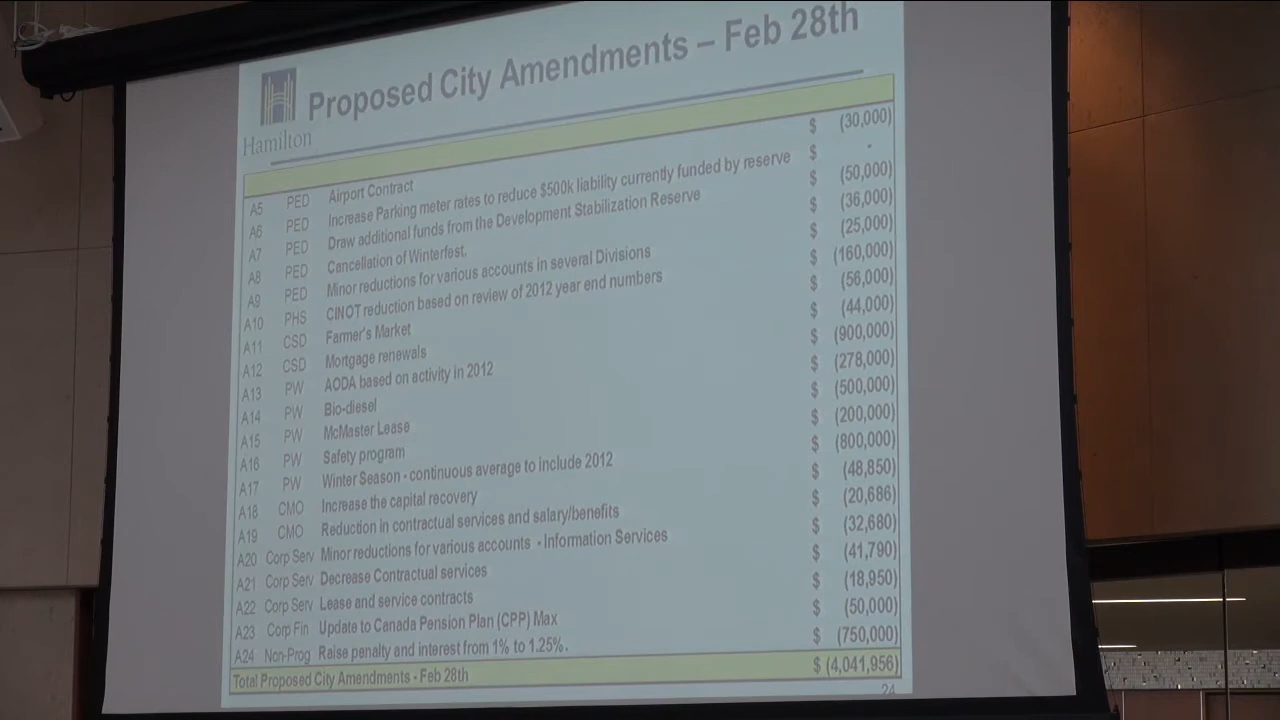 Proposed City Amendments – Feb 28th
Hamilton
A5 PED Airport Contract $ (30,000)
A6 PED Increase Parking meter rates to reduce $500k liability currently funded by reserve $ -
A7 PED Draw additional funds from the Development Stabilization Reserve $ (50,000)
A8 PED Cancellation of Winterfest. $ (36,000)
A9 PED Minor reductions for various accounts in several Divisions $ (25,000)
A10 PHS CINOT reduction based on review of 2012 year end numbers $ (160,000)
A11 CSD Farmer's Market $ (56,000)
A12 CSD Mortgage renewals $ (44,000)
A13 PW AODA based on activity in 2012 $ (900,000)
A14 PW Bio-diesel $ (278,000)
A15 PW McMaster Lease $ (500,000)
A16 PW Safety program $ (200,000)
A17 PW Winter Season - continuous average to include 2012 $ (800,000)
A18 CMO Increase the capital recovery $ (48,850)
A19 CMO Reduction in contractual services and salary/benefits $ (20,686)
A20 Corp Serv Minor reductions for various accounts - Information Services $ (32,680)
A21 Corp Serv Decrease Contractual services $ (41,790)
A22 Corp Serv Lease and service contracts $ (18,950)
A23 Corp Fin Update to Canada Pension Plan (CPP) Max $ (50,000)
A24 Non-Prog Raise penalty and interest from 1% to 1.25%. $ (750,000)
Total Proposed City Amendments - Feb 28th $ (4,041,956)
24